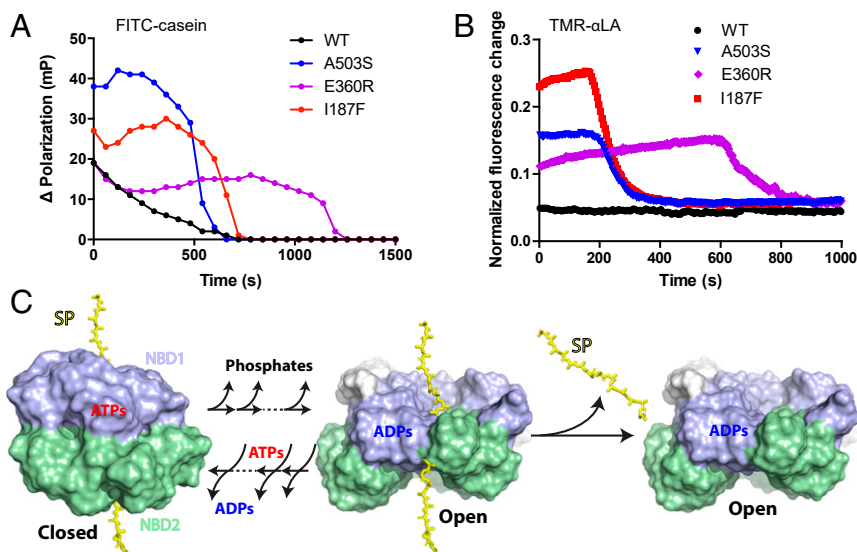 A
FITC-casein
WT
A503S
E360R
I187F
Δ Polarization (mP)
50
40
30
20
10
0
0
500
1000
1500
Time (s)
B
TMR-αLA
WT
A503S
E360R
I187F
Normalized fluorescence change
0.3
0.2
0.1
0.0
0
200
400
600
800
1000
Time (s)
C
SP
NBD1
ATPs
NBD2
Closed
Phosphates
ATPs
ADPs
ADPs
Open
SP
ADPs
Open